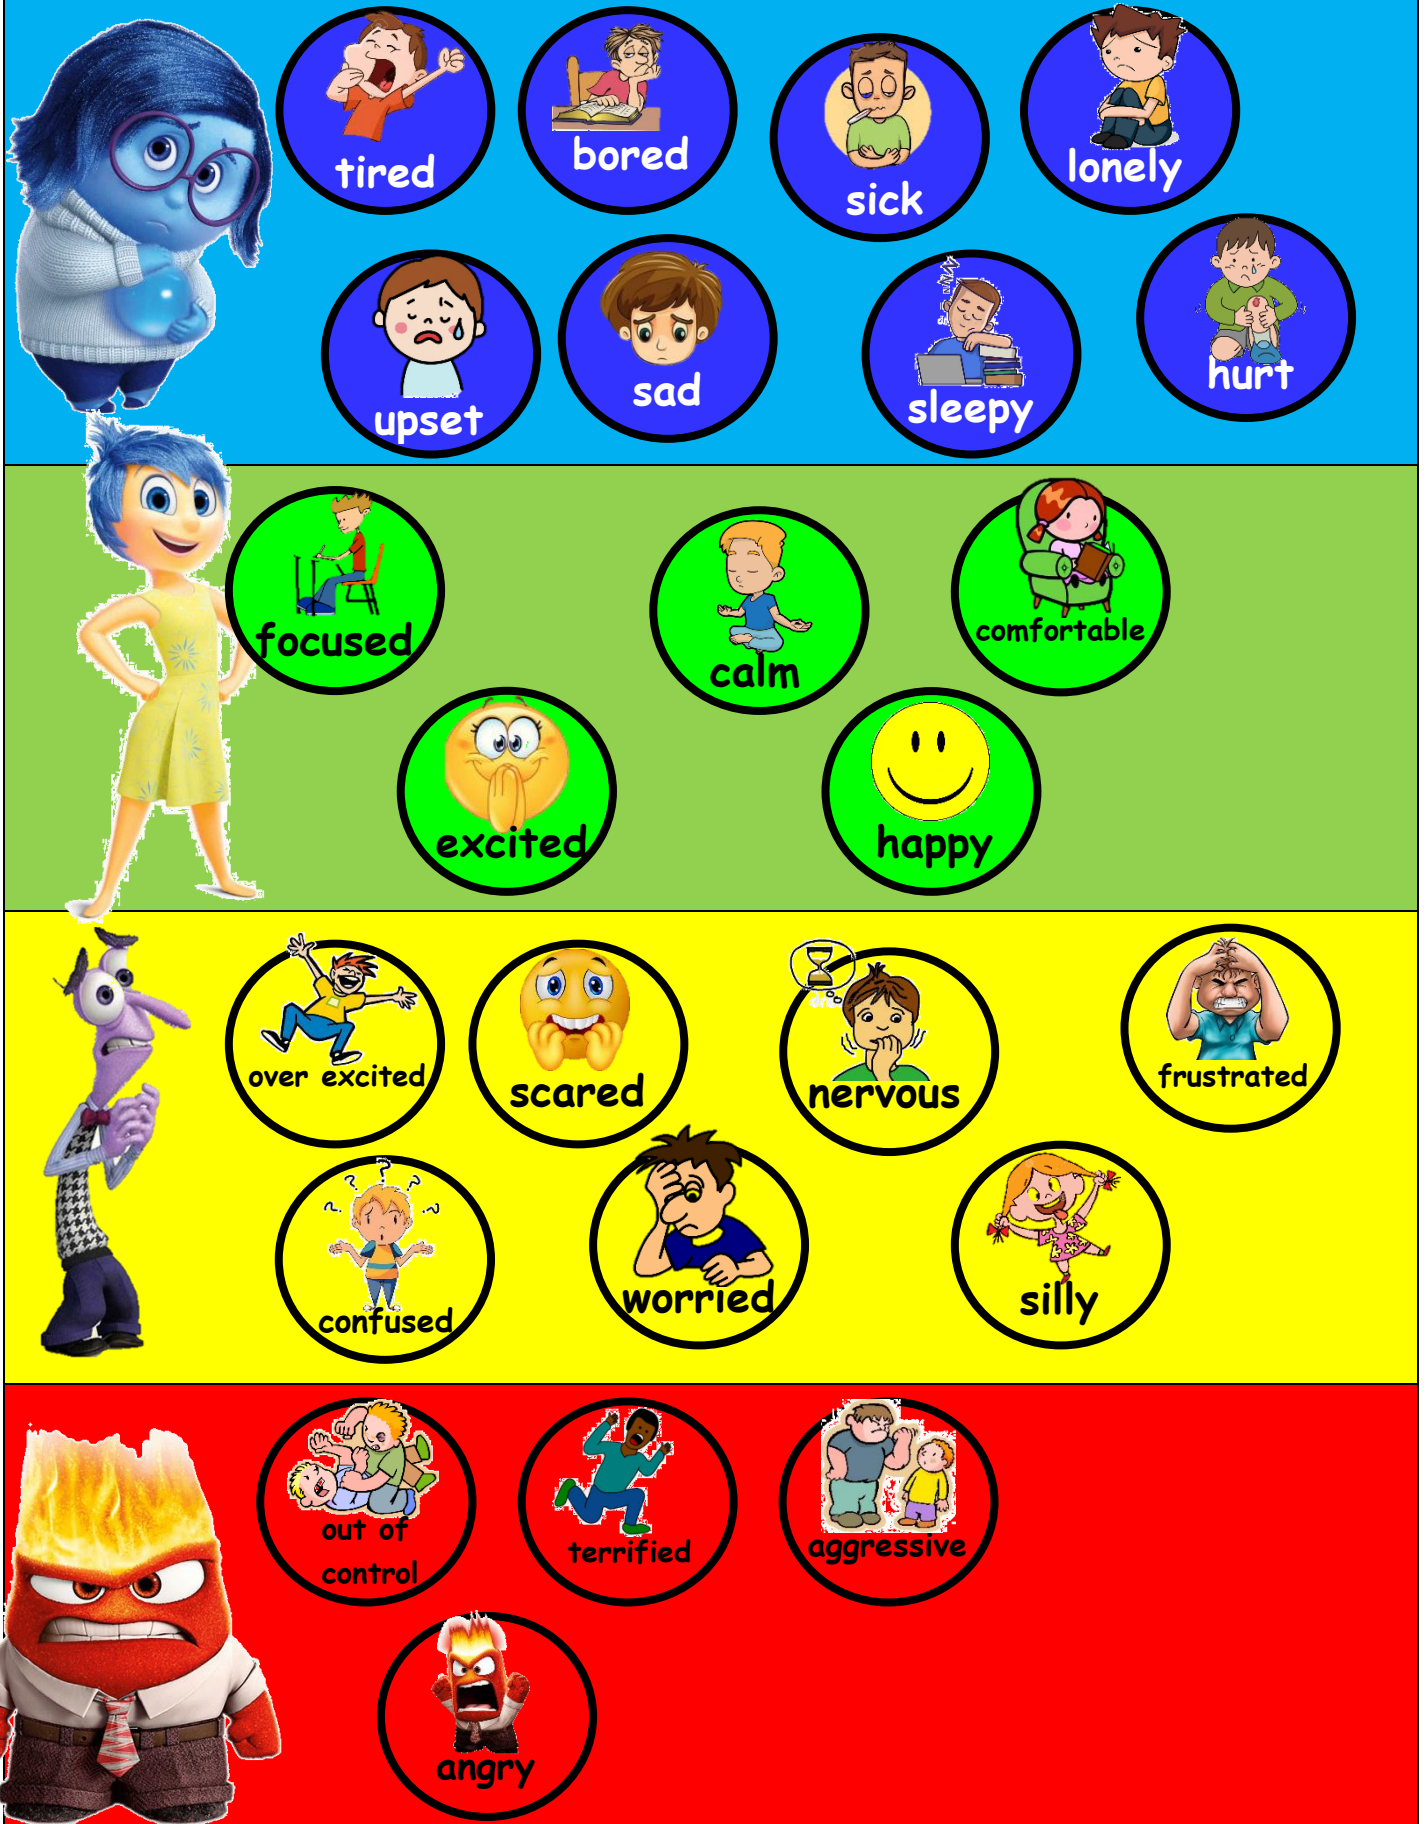 tired
bored
sick
lonely
upset
sad
sleepy
hurt
focused
calm
comfortable
excited
happy
over excited
scared
nervous
frustrated
confused
worried
silly
out of
control
terrified
aggressive
angry